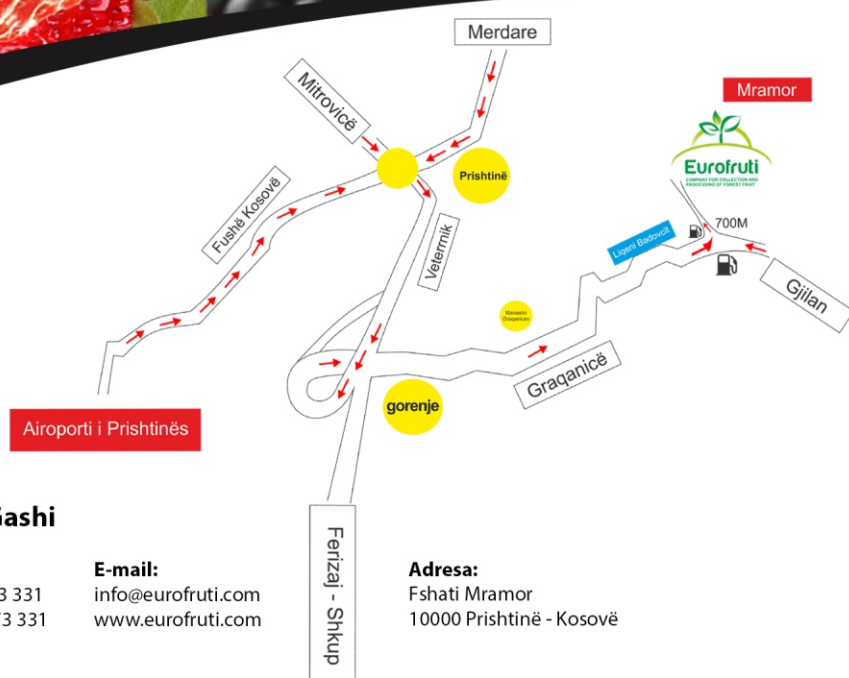 Merdare
Mitrovicë
Mramor
Eurofruti
COMPANY FOR COLLECTION AND
PROCESSING OF FOREST FRUIT
Prishtinë
Fushë Kosovë
Veternik
700M
Liqeni Badovcit
Gjilan
Manastiri
Graqanices
Graqanicë
gorenje
Airoporti i Prishtinës
Ferizaj - Shkup
Gashi
3 331
73 331
E-mail:
info@eurofruti.com
www.eurofruti.com
Adresa:
Fshati Mramor
10000 Prishtinë - Kosovë